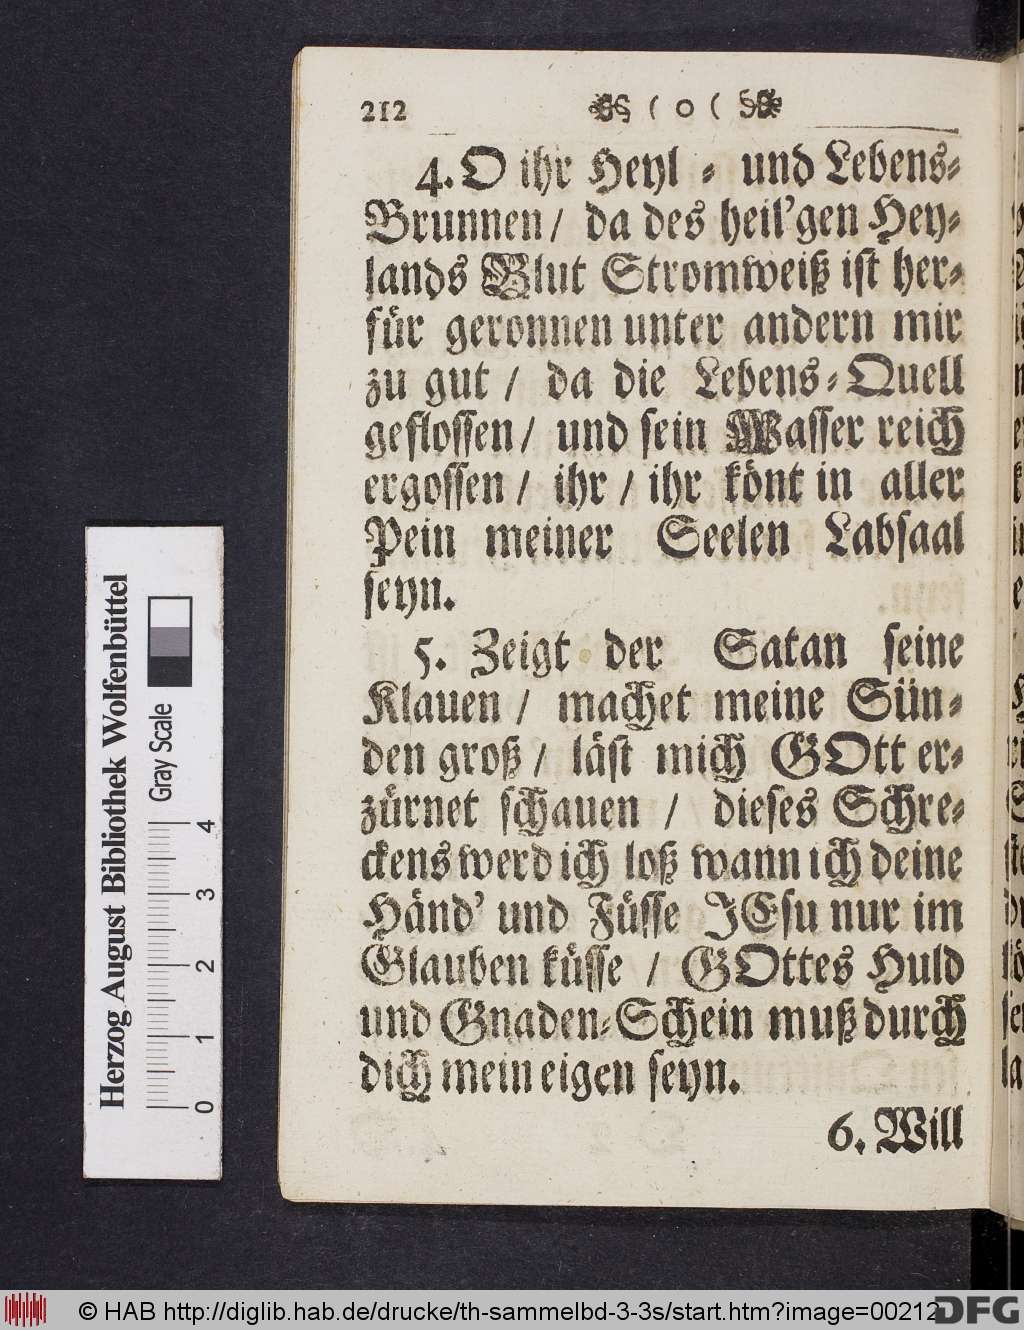 212 ( o (
4. O ihr Heyl - und Lebens-
Brunnen / da des heil'gen Hey-
lands Blut Stromweiß ist her-
für geronnen unter andern mir
zu gut / da die Lebens-Quell
geflossen / und sein Wasser reich
ergossen / ihr / ihr könt in aller
Pein meiner Seelen Labsaal
seyn.
5. Zeigt der Satan seine
Klauen / machet meine Sün-
den groß / läst mich GOtt er-
zürnet schauen / dieses Schre-
ckens werd ich loß wann ich deine
Händ' und Füsse JEsu nur im
Glauben küsse / GOttes Huld
und Gnaden-Schein muß durch
dich mein eigen seyn.
6. Will
Herzog August Bibliothek Wolfenbüttel
Gray Scale
0 1 2 3 4
© HAB http://diglib.hab.de/drucke/th-sammelbd-3-3s/start.htm?image=00212
DFG